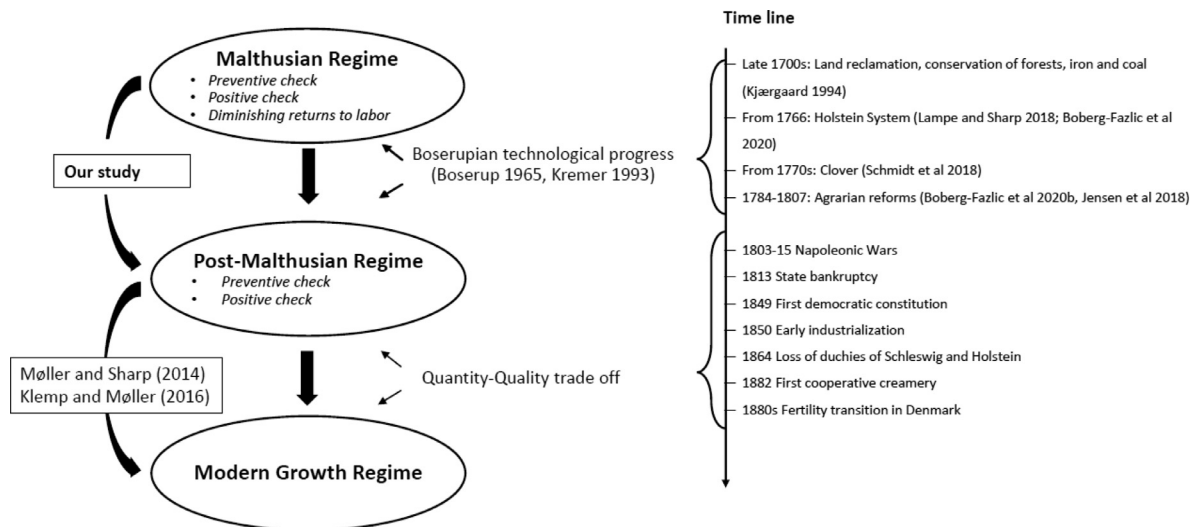 Malthusian Regime
• Preventive check
• Positive check
• Diminishing returns to labor
Our study
Boserupian technological progress
(Boserup 1965, Kremer 1993)
Post-Malthusian Regime
• Preventive check
• Positive check
Møller and Sharp (2014)
Klemp and Møller (2016)
Quantity-Quality trade off
Modern Growth Regime
Time line
Late 1700s: Land reclamation, conservation of forests, iron and coal
(Kjærgaard 1994)
From 1766: Holstein System (Lampe and Sharp 2018; Boberg-Fazlic et al
2020)
From 1770s: Clover (Schmidt et al 2018)
1784-1807: Agrarian reforms (Boberg-Fazlic et al 2020b, Jensen et al 2018)
1803-15 Napoleonic Wars
1813 State bankruptcy
1849 First democratic constitution
1850 Early industrialization
1864 Loss of duchies of Schleswig and Holstein
1882 First cooperative creamery
1880s Fertility transition in Denmark